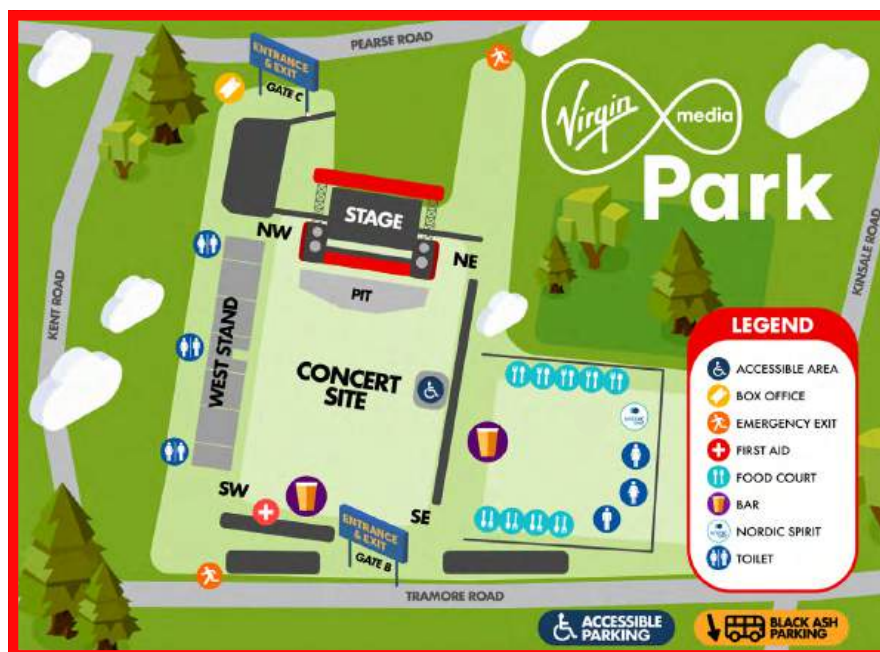 PEARSE ROAD
ENTRANCE
& EXIT
GATE C
Virgin media
Park
STAGE
NW
NE
PIT
KENT ROAD
KINSALE ROAD
WEST STAND
CONCERT
SITE
SW
SE
ENTRANCE
& EXIT
GATE B
TRAMORE ROAD
LEGEND
ACCESSIBLE AREA
BOX OFFICE
EMERGENCY EXIT
FIRST AID
FOOD COURT
BAR
NORDIC SPIRIT
TOILET
ACCESSIBLE
PARKING
BLACK ASH
PARKING